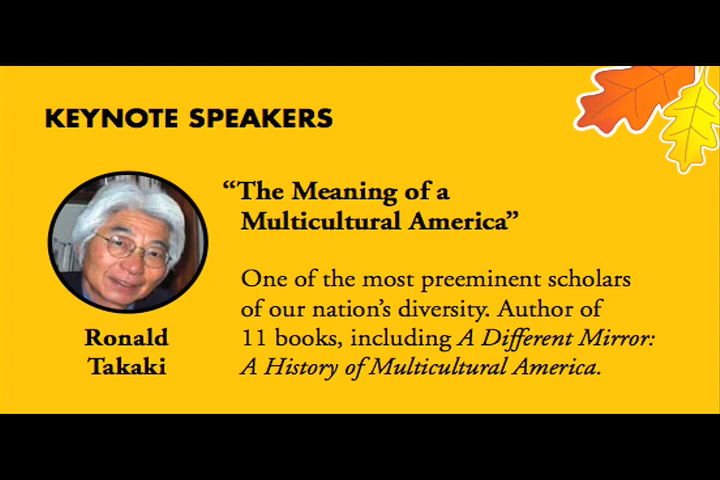 KEYNOTE SPEAKERS
“The Meaning of a
Multicultural America”
One of the most preeminent scholars
of our nation’s diversity. Author of
11 books, including A Different Mirror:
A History of Multicultural America.
Ronald
Takaki